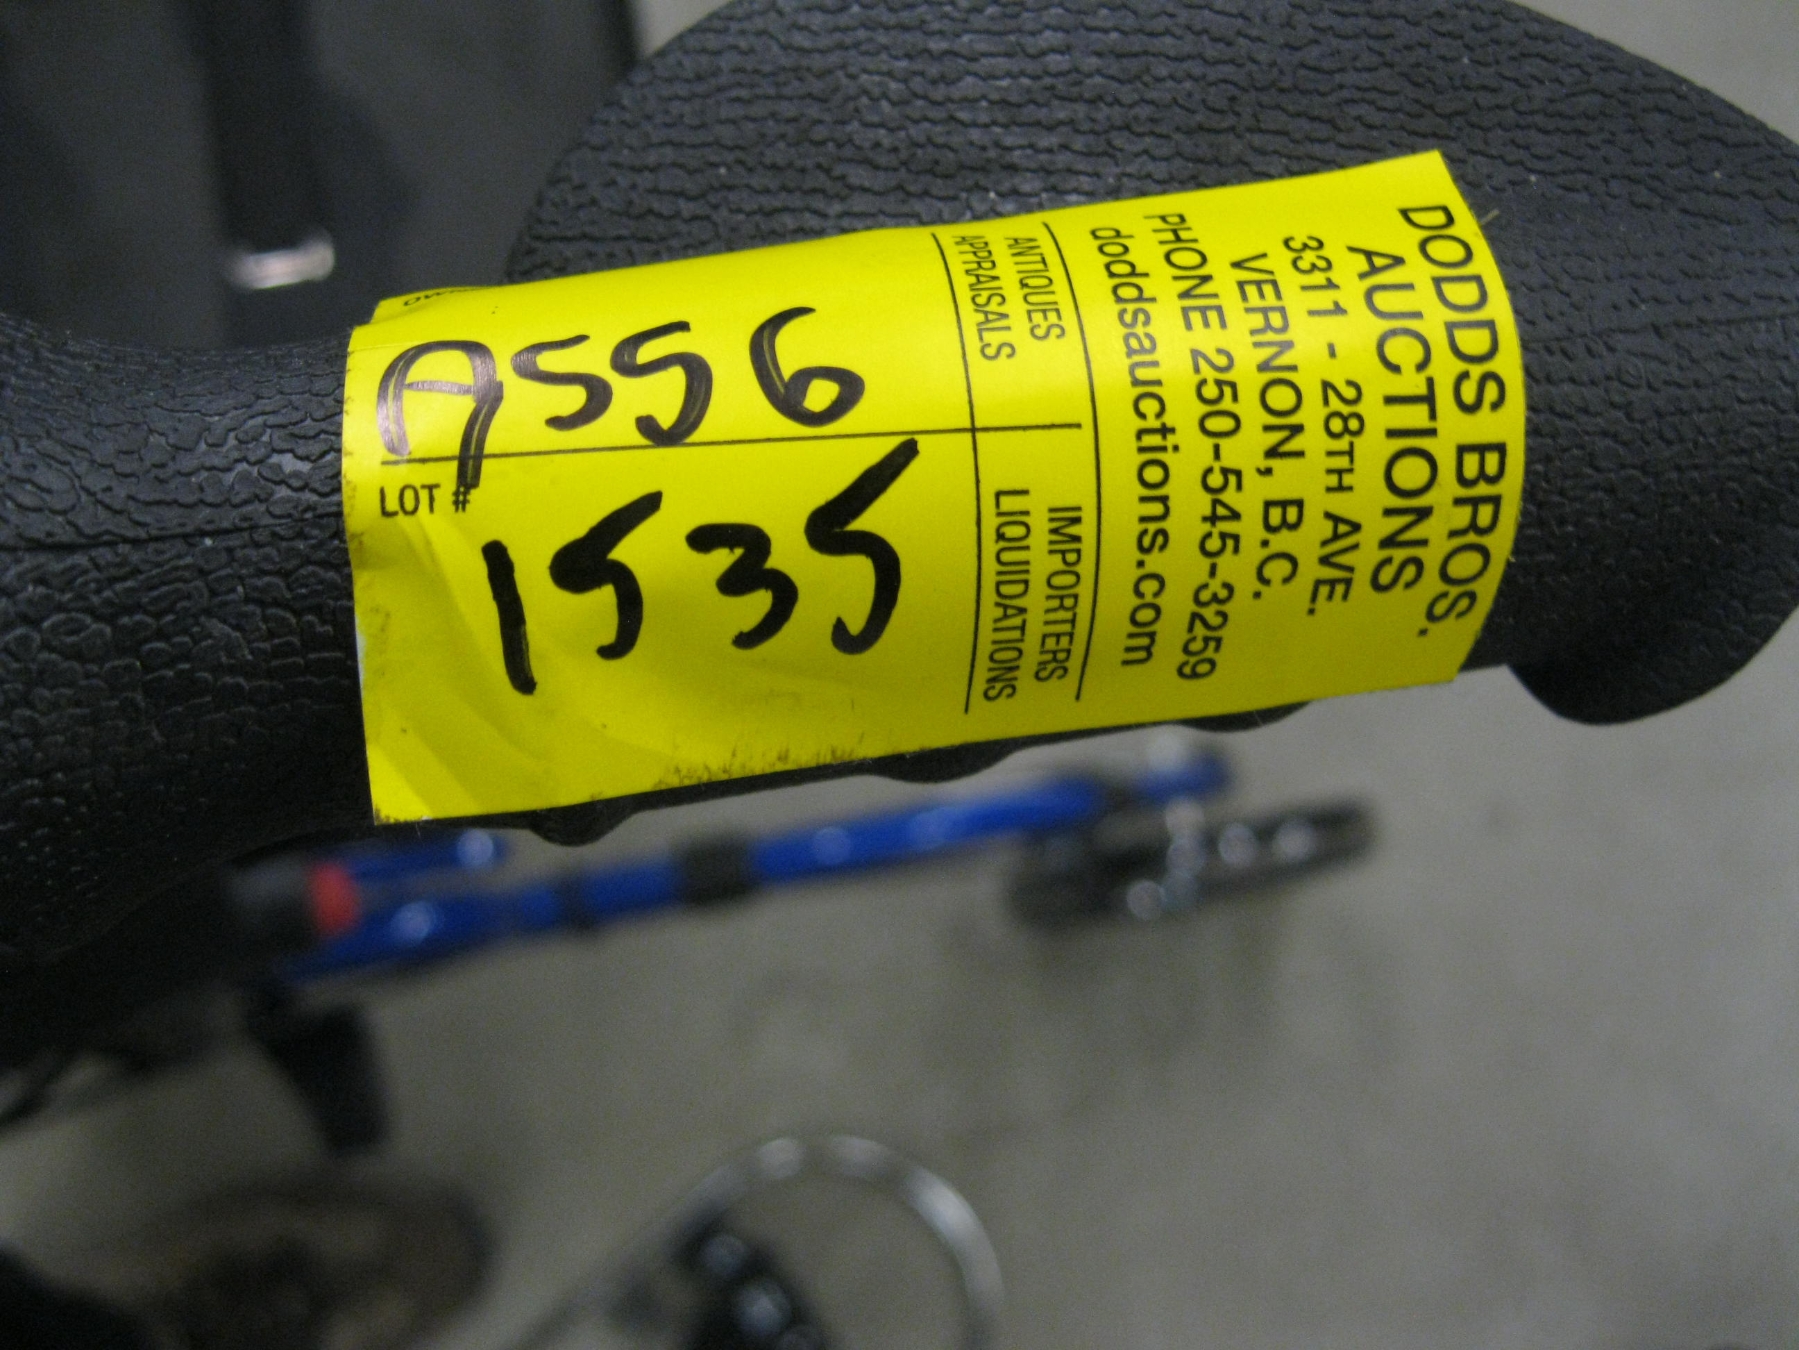 DODDS BROS.
AUCTIONS
3311 - 28TH AVE.
VERNON, B.C.
PHONE 250-545-3259
doddsauctions.com
ANTIQUES
APPRAISALS
IMPORTERS
LIQUIDATIONS
A556
LOT #
1535